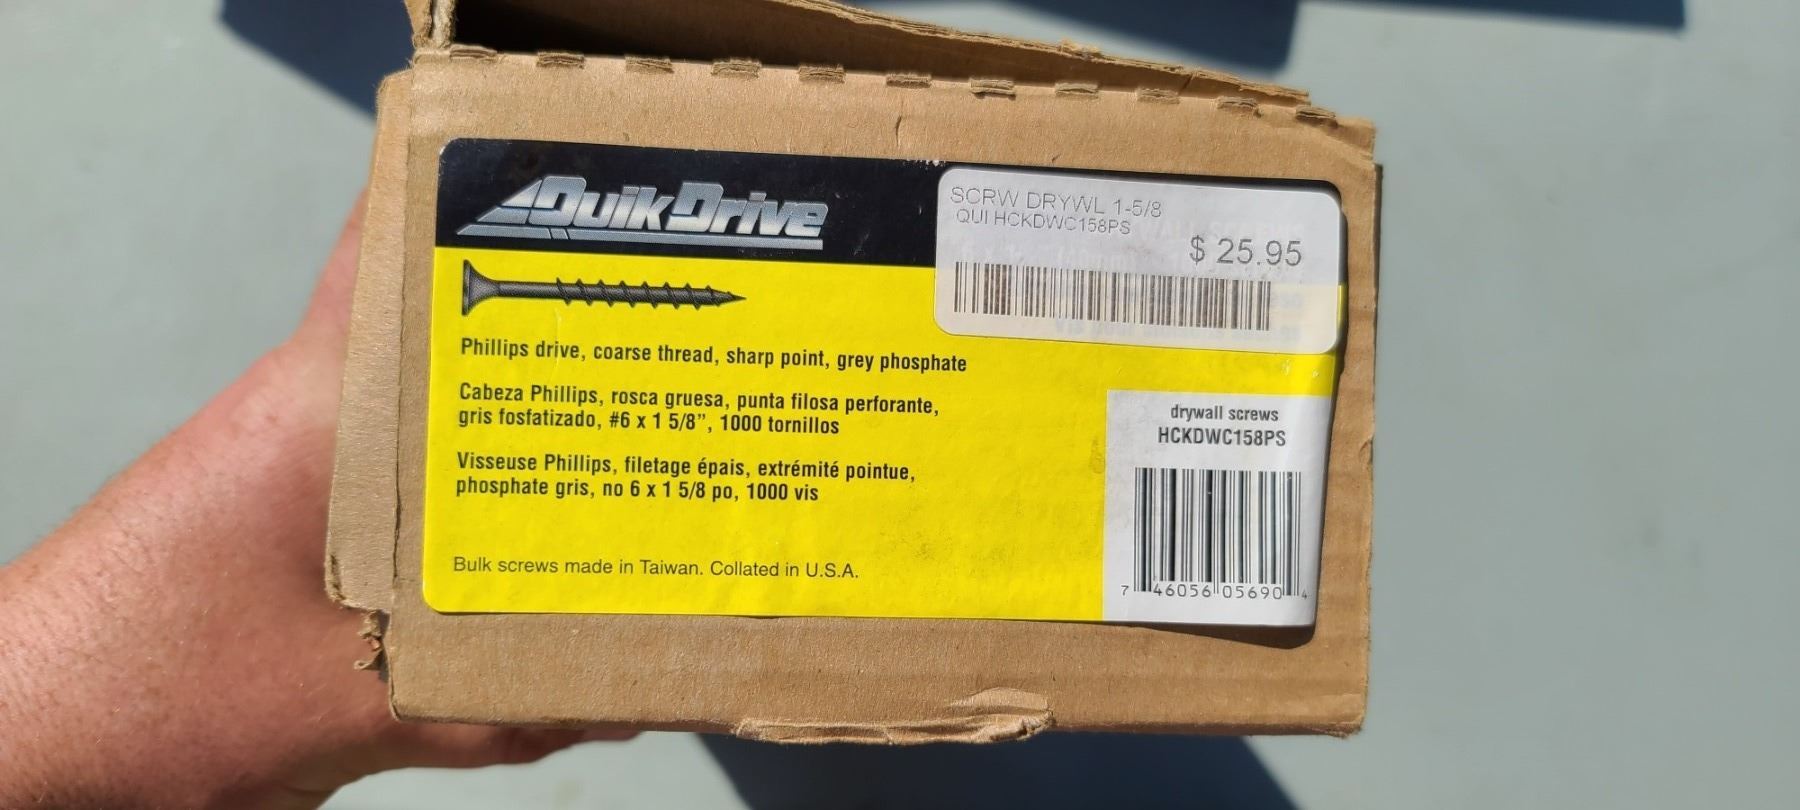 QuikDrive
SCRW DRYWL 1-5/8
QUI HCKDWC158PS
$ 25.95
Phillips drive, coarse thread, sharp point, grey phosphate
Cabeza Phillips, rosca gruesa, punta filosa perforante,
gris fosfatizado, #6 x 1 5/8”, 1000 tornillos
Visseuse Phillips, filetage épais, extrémité pointue,
phosphate gris, no 6 x 1 5/8 po, 1000 vis
Bulk screws made in Taiwan. Collated in U.S.A.
drywall screws
HCKDWC158PS
7 46056 05690 4